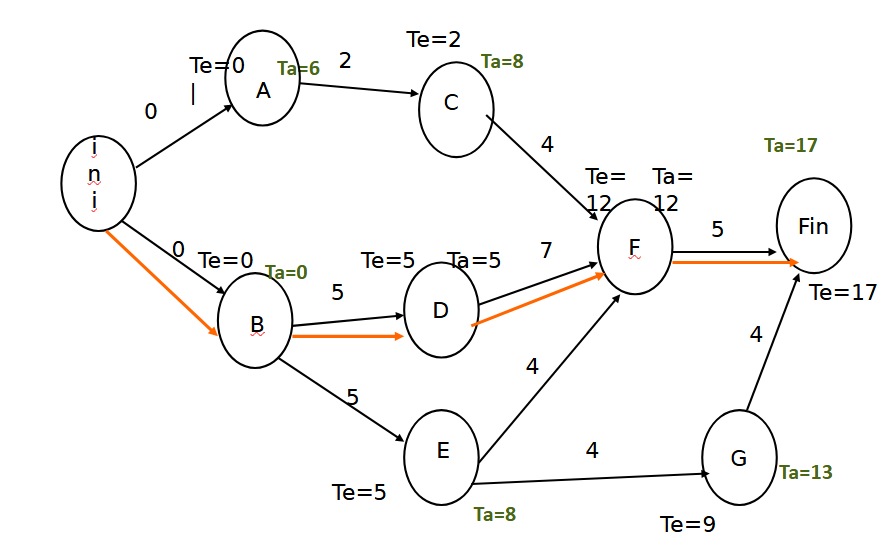 Te=2
Te=0
Ta=6
2
Ta=8
A
C
0
4
Ta=17
i
n
i
Te=
12
Ta=
12
0
Te=0
Ta=0
Te=5
Ta=5
7
F
5
Fin
5
B
D
Te=17
4
4
5
E
4
G
Ta=13
Te=5
Ta=8
Te=9